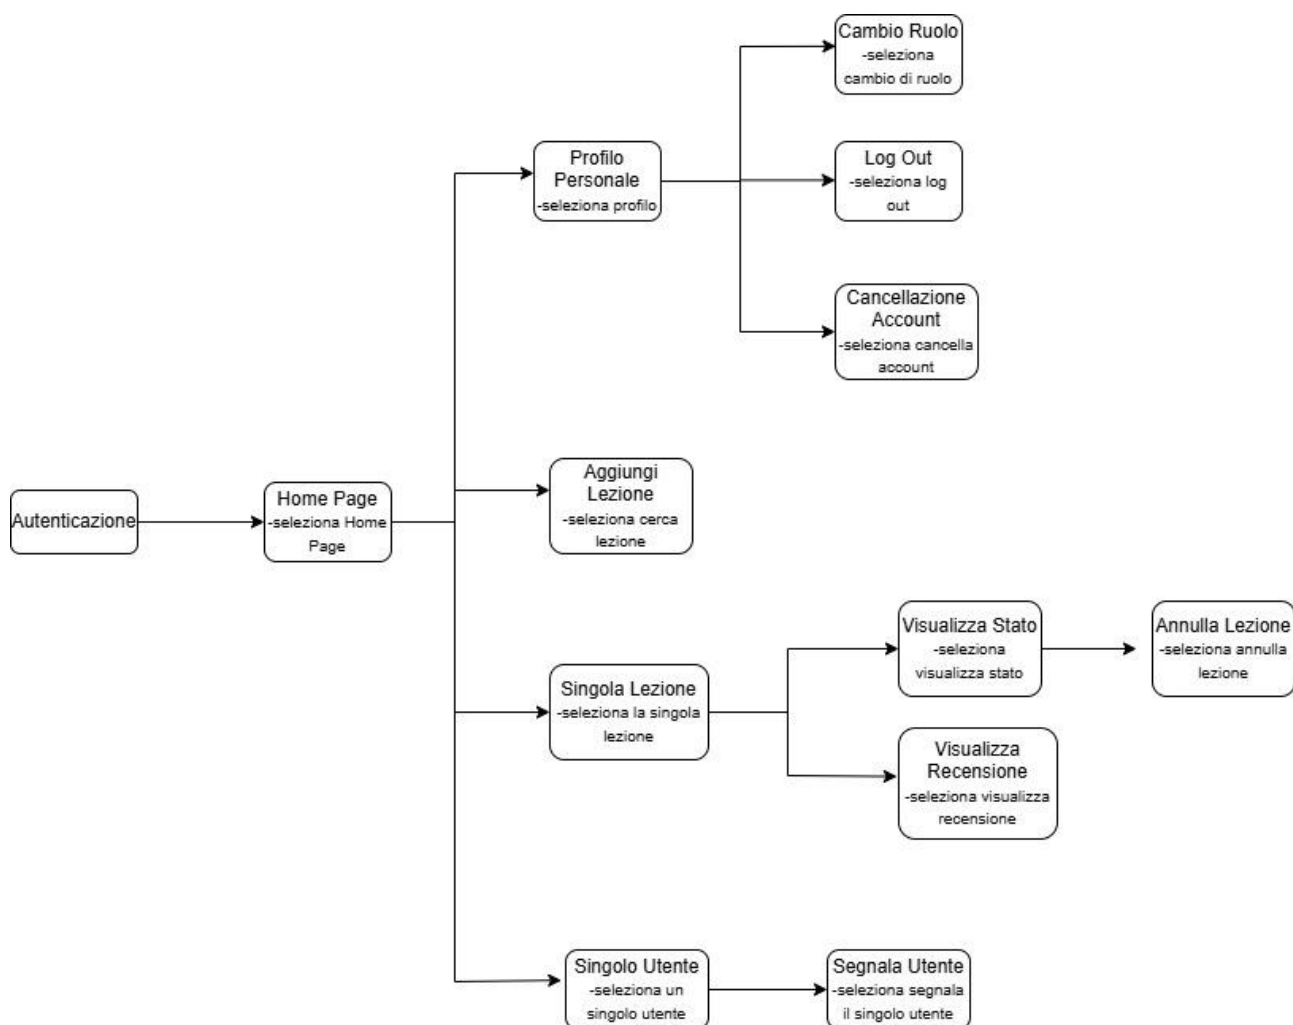 Cambio Ruolo
-seleziona
cambio di ruolo
Profilo
Personale
-seleziona profilo
Log Out
-seleziona log
out
Cancellazione
Account
-seleziona cancella
account
Aggiungi
Lezione
-seleziona cerca
lezione
Autenticazione
Home Page
-seleziona Home
Page
Visualizza Stato
-seleziona
visualizza stato
Annulla Lezione
-seleziona annulla
lezione
Singola Lezione
-seleziona la singola
lezione
Visualizza
Recensione
-seleziona visualizza
recensione
Singolo Utente
-seleziona un
singolo utente
Segnala Utente
-seleziona segnala
il singolo utente